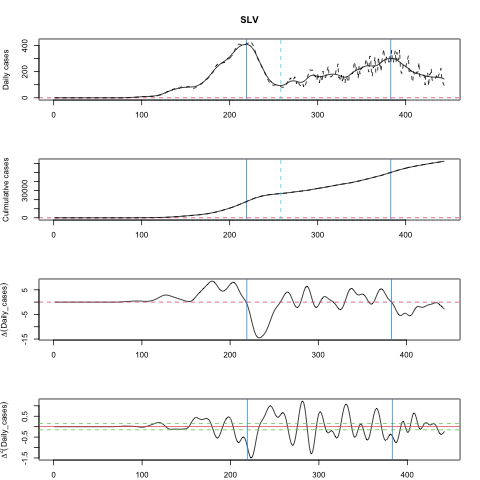 SLV
Daily cases
0
200
400
0 100 200 300 400
Culmulative cases
0
30000
0 100 200 300 400
Δ(Daily_cases)
-15
5
0 100 200 300 400
Δ²(Daily_cases)
-1.5
-0.5
0.5
0 100 200 300 400